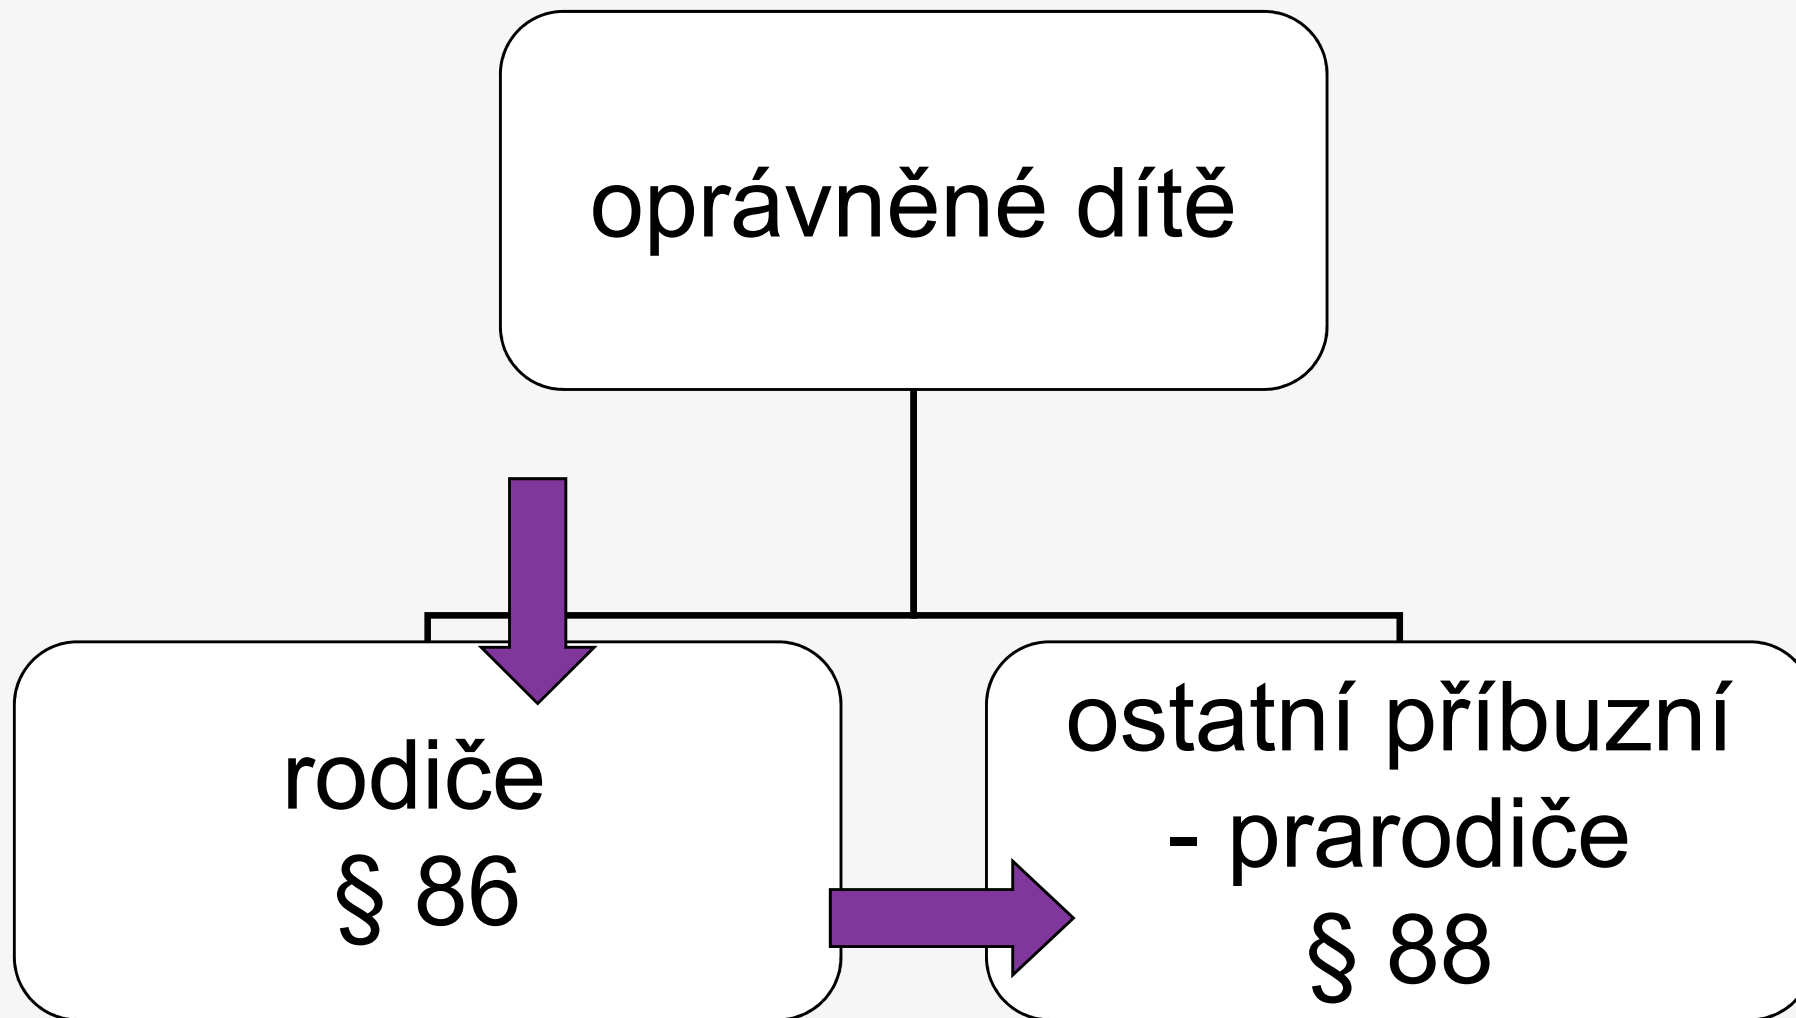 oprávněné dítě
rodiče
§ 86
ostatní příbuzní
- prarodiče
§ 88